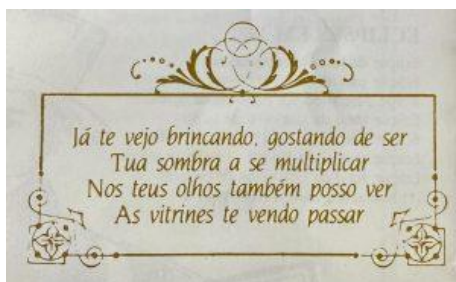 Já te vejo brincando, gostando de ser
Tua sombra a se multiplicar
Nos teus olhos também posso ver
As vitrines te vendo passar